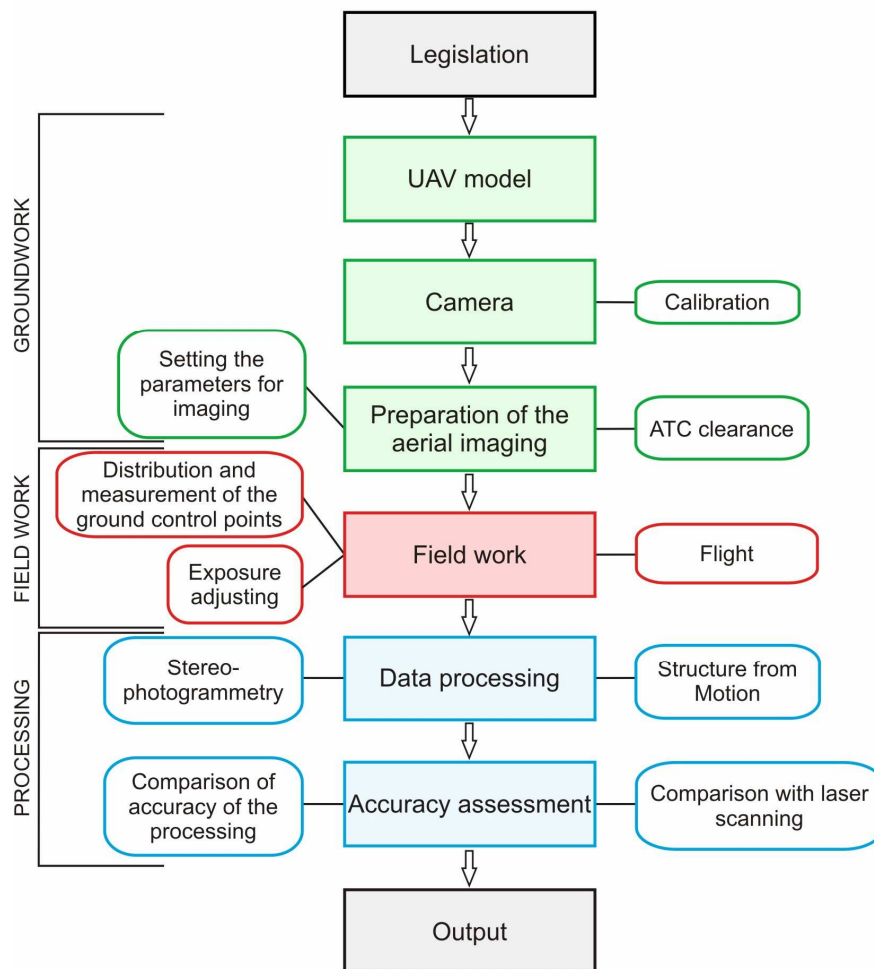 Legislation
GROUNDWORK
UAV model
Camera
Calibration
Setting the
parameters for
imaging
Preparation of the
aerial imaging
ATC clearance
FIELD WORK
Distribution and
measurement of the
ground control points
Exposure
adjusting
Field work
Flight
PROCESSING
Stereo-
photogrammetry
Data processing
Structure from
Motion
Comparison of
accuracy of the
processing
Accuracy assessment
Comparison with laser
scanning
Output